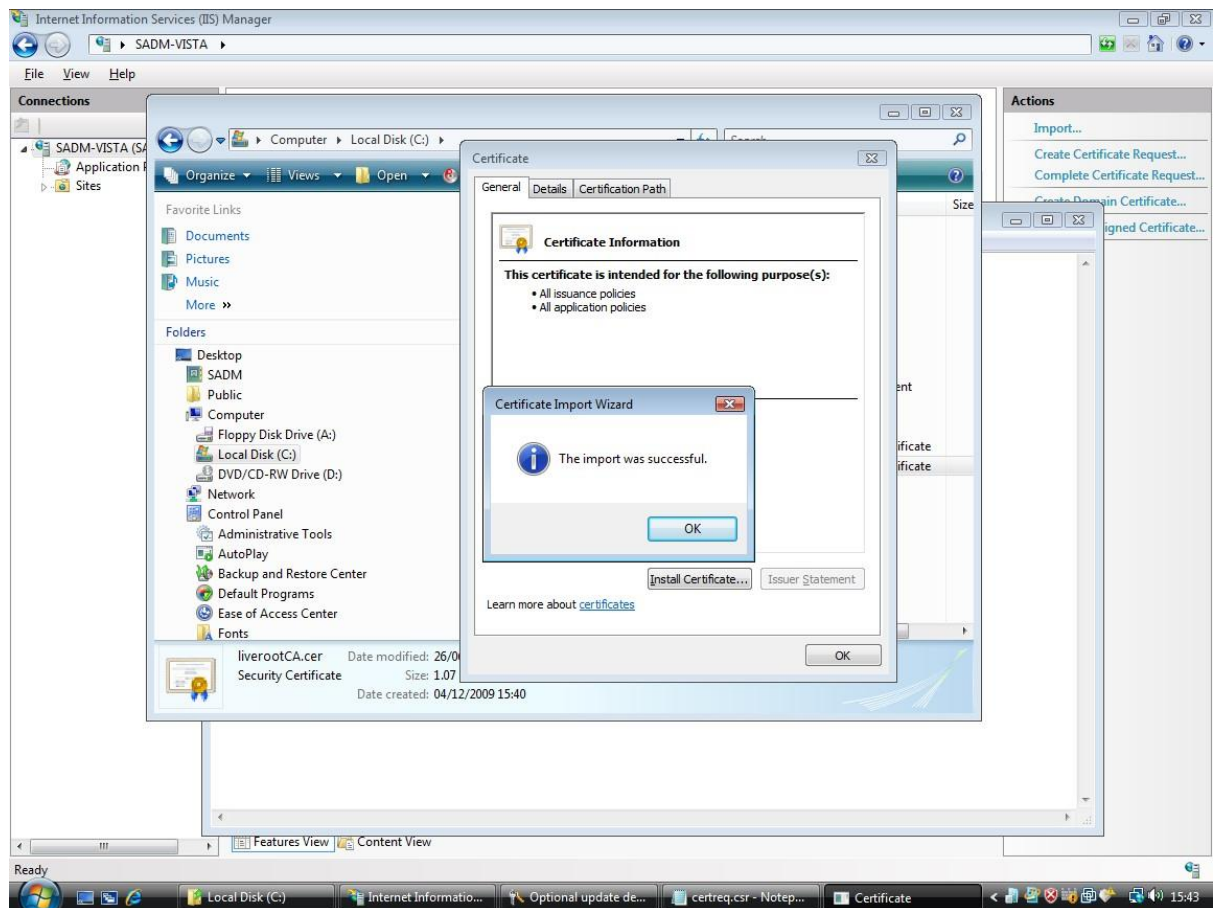 Internet Information Services (IIS) Manager
SADM-VISTA
File View Help
Connections
SADM-VISTA (SA
Application P
Sites
Computer Local Disk (C:)
Organize Views Open
Size
Favorite Links
Documents
Pictures
Music
More »
Folders
Desktop
SADM
Public
Computer
Floppy Disk Drive (A:)
Local Disk (C:)
DVD/CD-RW Drive (D:)
Network
Control Panel
Administrative Tools
AutoPlay
Backup and Restore Center
Default Programs
Ease of Access Center
Fonts
ent
ificate
ificate
liverootCA.cer Date modified: 26/0
Security Certificate Size: 1.07
Date created: 04/12/2009 15:40
Certificate
General Details Certification Path
Certificate Information
This certificate is intended for the following purpose(s):
• All issuance policies
• All application policies
Certificate Import Wizard
The import was successful.
OK
Install Certificate... Issuer Statement
Learn more about certificates
OK
Actions
Import...
Create Certificate Request...
Complete Certificate Request...
igned Certificate...
Features View Content View
Ready
Local Disk (C:) Internet Informatio... Optional update de... certreq.csr - Notep... Certificate 15:43